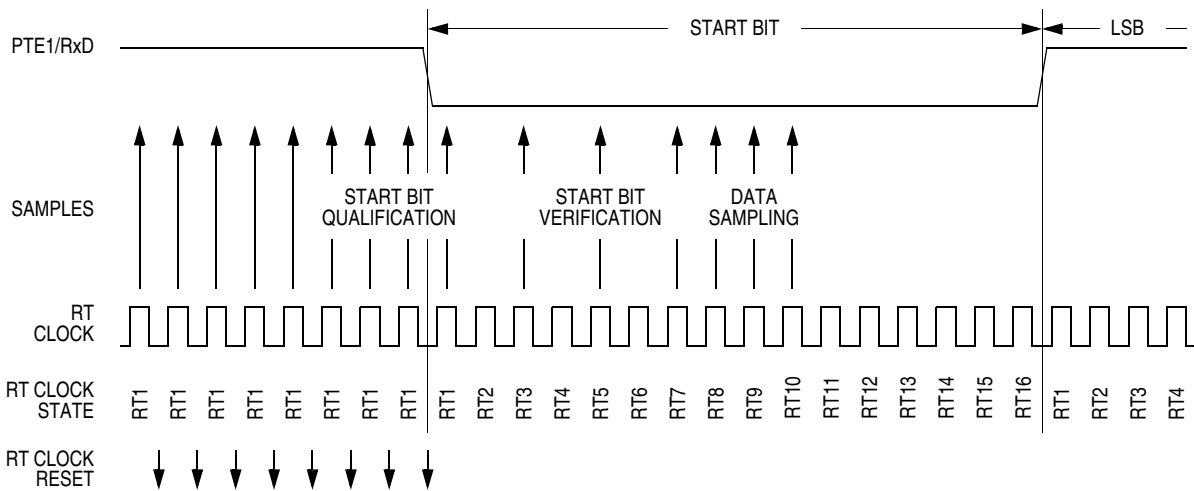 START BIT
LSB
PTE1/RxD
SAMPLES
START BIT
QUALIFICATION
START BIT
VERIFICATION
DATA
SAMPLING
RT
CLOCK
RT CLOCK
STATE
RT1 RT1 RT1 RT1 RT1 RT1 RT1 RT1 RT1 RT2 RT3 RT4 RT5 RT6 RT7 RT8 RT9 RT10 RT11 RT12 RT13 RT14 RT15 RT16 RT1 RT2 RT3 RT4
RT CLOCK
RESET